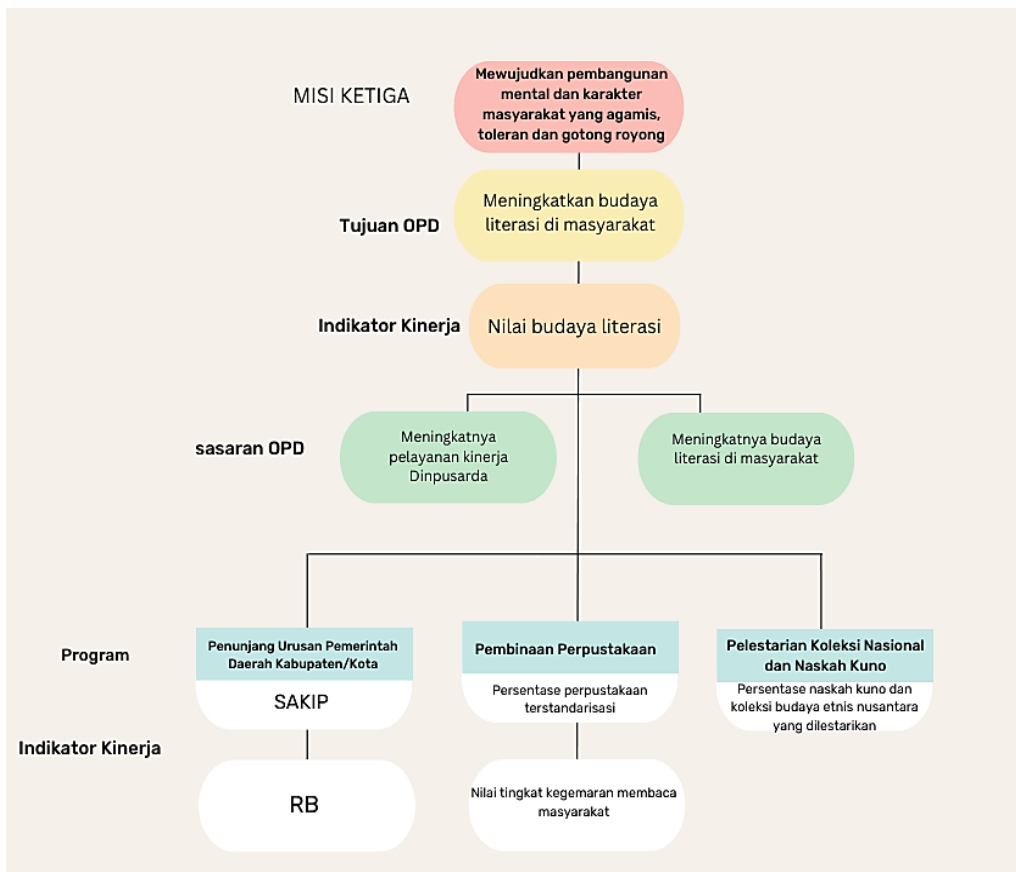 MISI KETIGA
Mewujudkan pembangunan
mental dan karakter
masyarakat yang agamis,
toleran dan gotong royong
Tujuan OPD
Meningkatkan budaya
literasi di masyarakat
Indikator Kinerja
Nilai budaya literasi
sasaran OPD
Meningkatnya
pelayanan kinerja
Dinpusarda
Meningkatnya budaya
literasi di masyarakat
Program
Penunjang Urusan Pemerintah
Daerah Kabupaten/Kota
SAKIP
Pembinaan Perpustakaan
Persentase perpustakaan
terstandarisasi
Pelestarian Koleksi Nasional
dan Naskah Kuno
Persentase naskah kuno dan
koleksi budaya etnis nusantara
yang dilestarikan
Indikator Kinerja
RB
Nilai tingkat kegemaran membaca
masyarakat